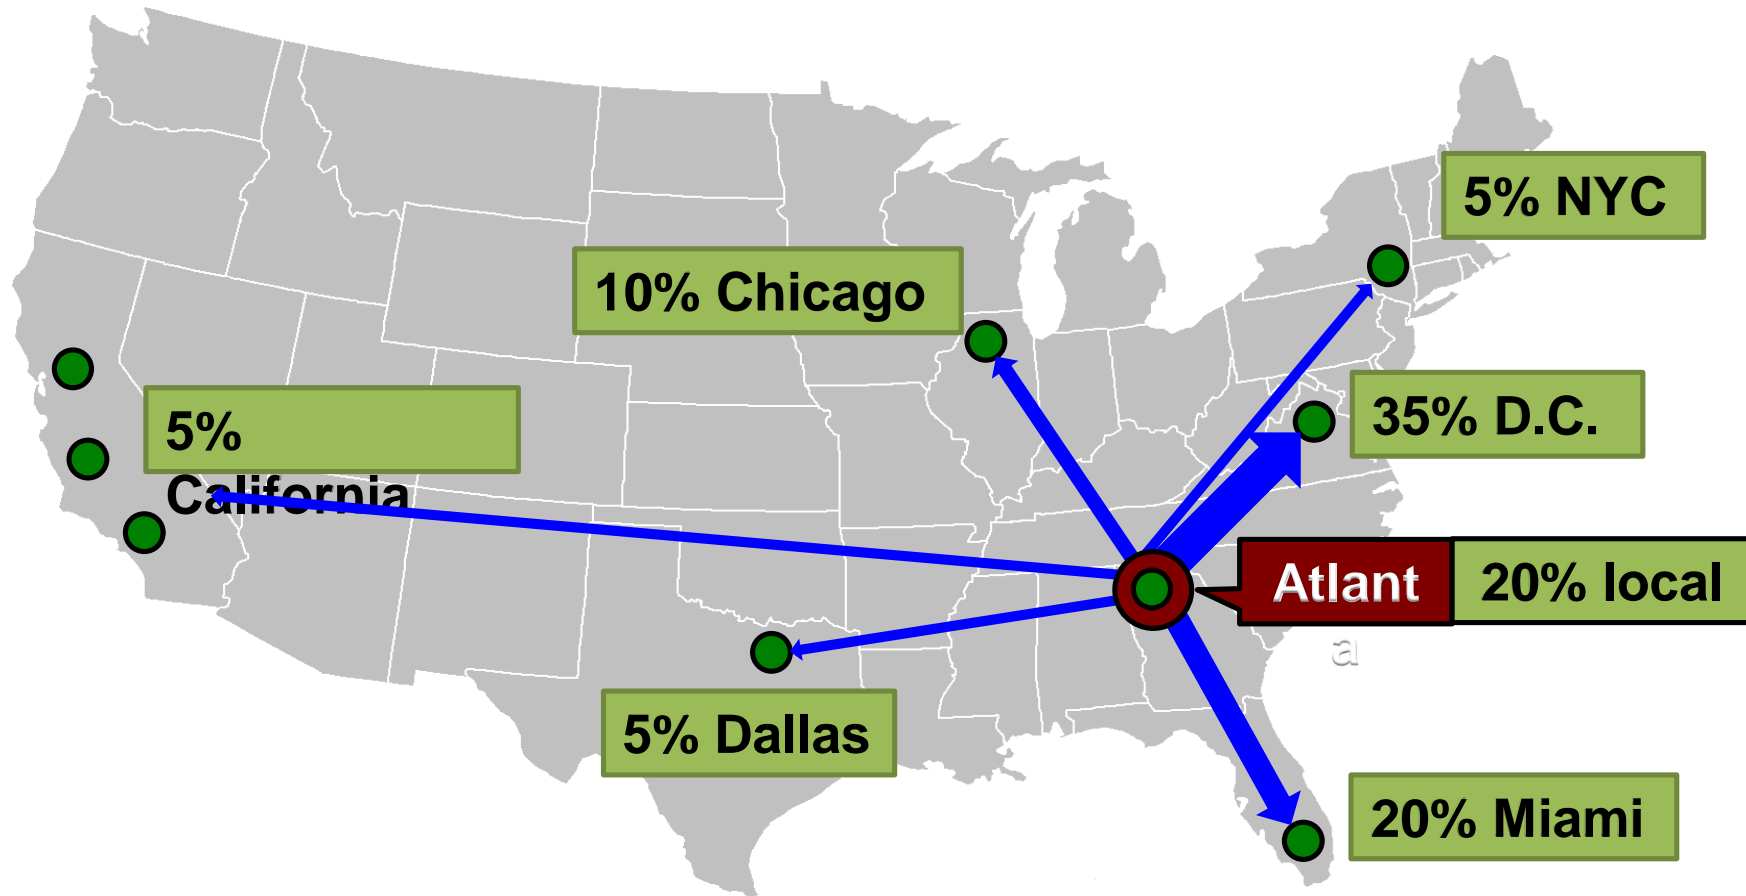 5% NYC
10% Chicago
35% D.C.
5%
California
Atlant
a
20% local
5% Dallas
20% Miami